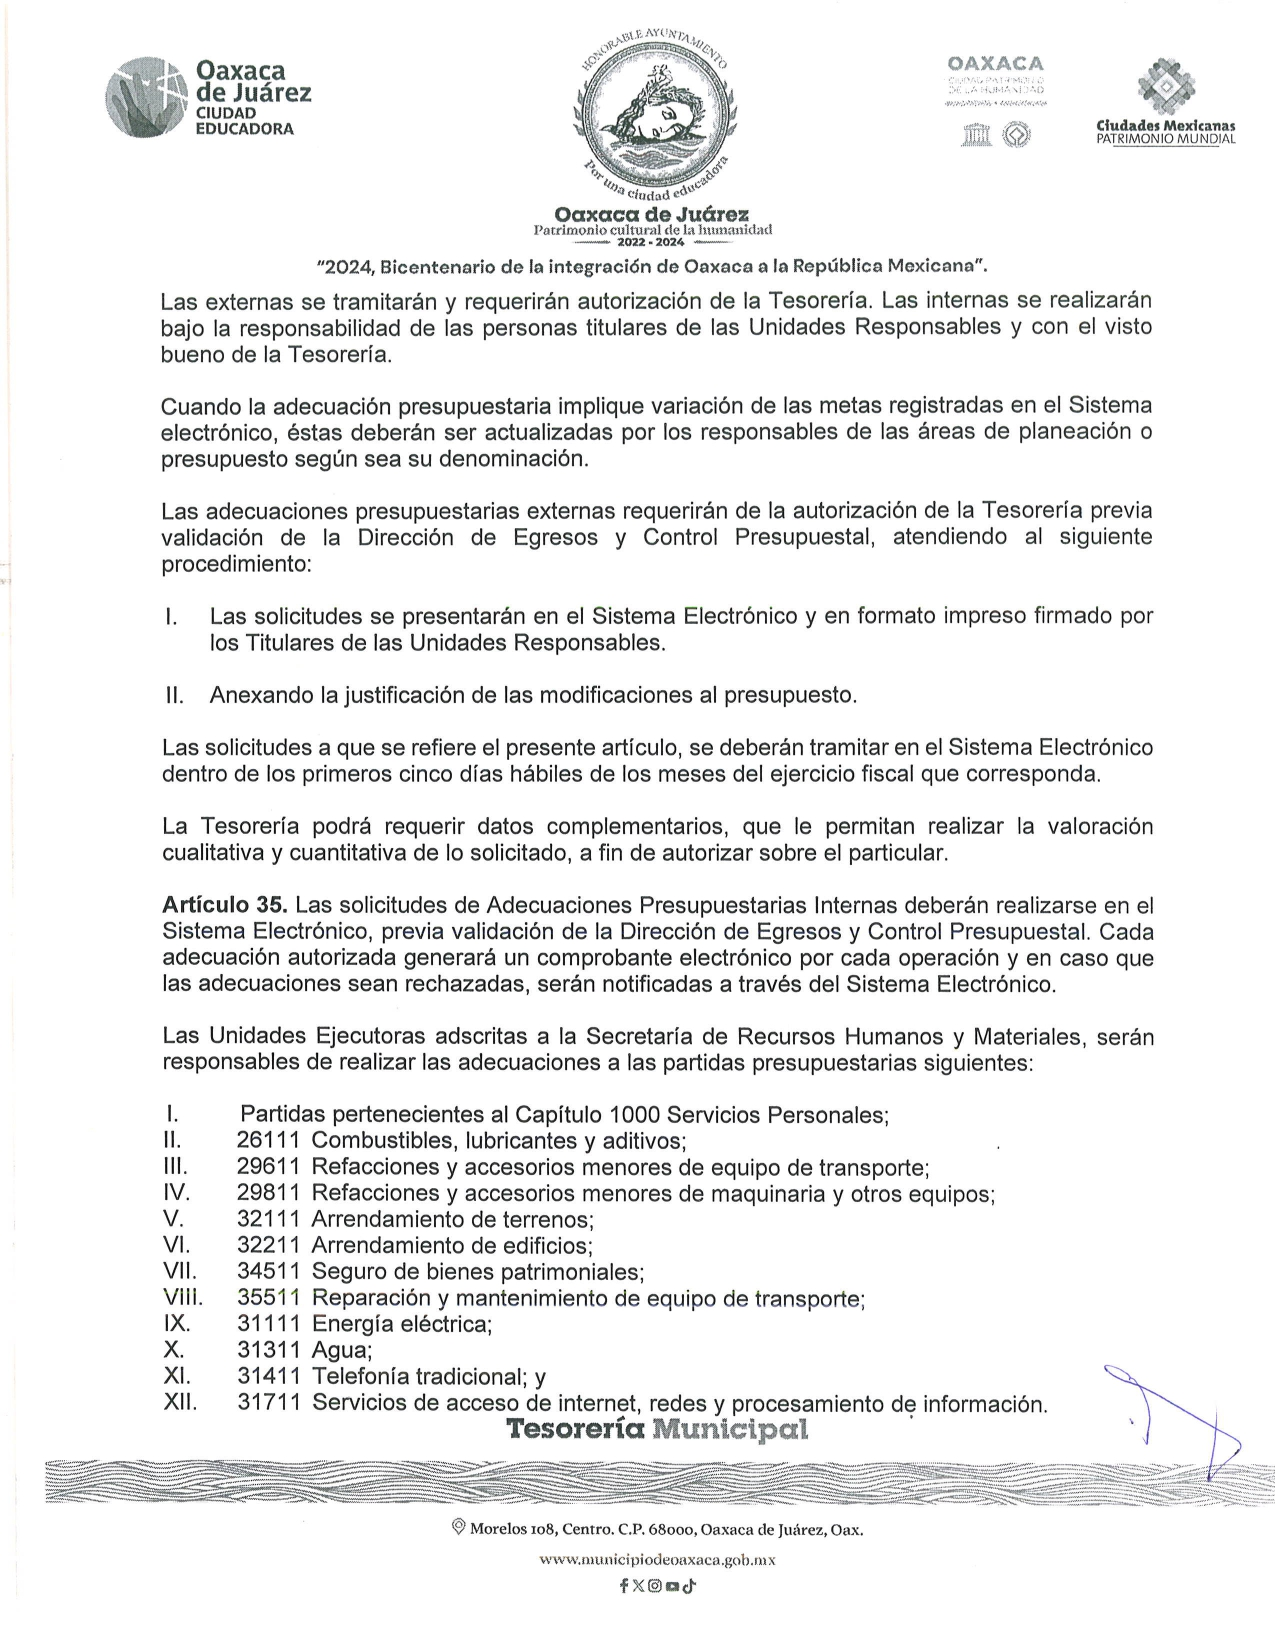 Oaxaca
de Juárez
CIUDAD
EDUCADORA
HONORABLE AYUNTAMIENTO
Por una ciudad educadora
Oaxaca de Juárez
Patrimonio cultural de la humanidad
2022 - 2024
OAXACA
CIUDAD PATRIMONIO
DE LA HUMANIDAD
Ciudades Mexicanas
PATRIMONIO MUNDIAL
"2024, Bicentenario de la integración de Oaxaca a la República Mexicana".
Las externas se tramitarán y requerirán autorización de la Tesorería. Las internas se realizarán
bajo la responsabilidad de las personas titulares de las Unidades Responsables y con el visto
bueno de la Tesorería.
Cuando la adecuación presupuestaria implique variación de las metas registradas en el Sistema
electrónico, éstas deberán ser actualizadas por los responsables de las áreas de planeación o
presupuesto según sea su denominación.
Las adecuaciones presupuestarias externas requerirán de la autorización de la Tesorería previa
validación de la Dirección de Egresos y Control Presupuestal, atendiendo al siguiente
procedimiento:
I. Las solicitudes se presentarán en el Sistema Electrónico y en formato impreso firmado por
los Titulares de las Unidades Responsables.
II. Anexando la justificación de las modificaciones al presupuesto.
Las solicitudes a que se refiere el presente artículo, se deberán tramitar en el Sistema Electrónico
dentro de los primeros cinco días hábiles de los meses del ejercicio fiscal que corresponda.
La Tesorería podrá requerir datos complementarios, que le permitan realizar la valoración
cualitativa y cuantitativa de lo solicitado, a fin de autorizar sobre el particular.
Artículo 35. Las solicitudes de Adecuaciones Presupuestarias Internas deberán realizarse en el
Sistema Electrónico, previa validación de la Dirección de Egresos y Control Presupuestal. Cada
adecuación autorizada generará un comprobante electrónico por cada operación y en caso que
las adecuaciones sean rechazadas, serán notificadas a través del Sistema Electrónico.
Las Unidades Ejecutoras adscritas a la Secretaría de Recursos Humanos y Materiales, serán
responsables de realizar las adecuaciones a las partidas presupuestarias siguientes:
I. Partidas pertenecientes al Capítulo 1000 Servicios Personales;
II. 26111 Combustibles, lubricantes y aditivos;
III. 29611 Refacciones y accesorios menores de equipo de transporte;
IV. 29811 Refacciones y accesorios menores de maquinaria y otros equipos;
V. 32111 Arrendamiento de terrenos;
VI. 32211 Arrendamiento de edificios;
VII. 34511 Seguro de bienes patrimoniales;
VIII. 35511 Reparación y mantenimiento de equipo de transporte;
IX. 31111 Energía eléctrica;
X. 31311 Agua;
XI. 31411 Telefonía tradicional; y
XII. 31711 Servicios de acceso de internet, redes y procesamiento de información.
Tesorería Municipal
Morelos 108, Centro. C.P. 68000, Oaxaca de Juárez, Oax.
www.municipiodeoaxaca.gob.mx